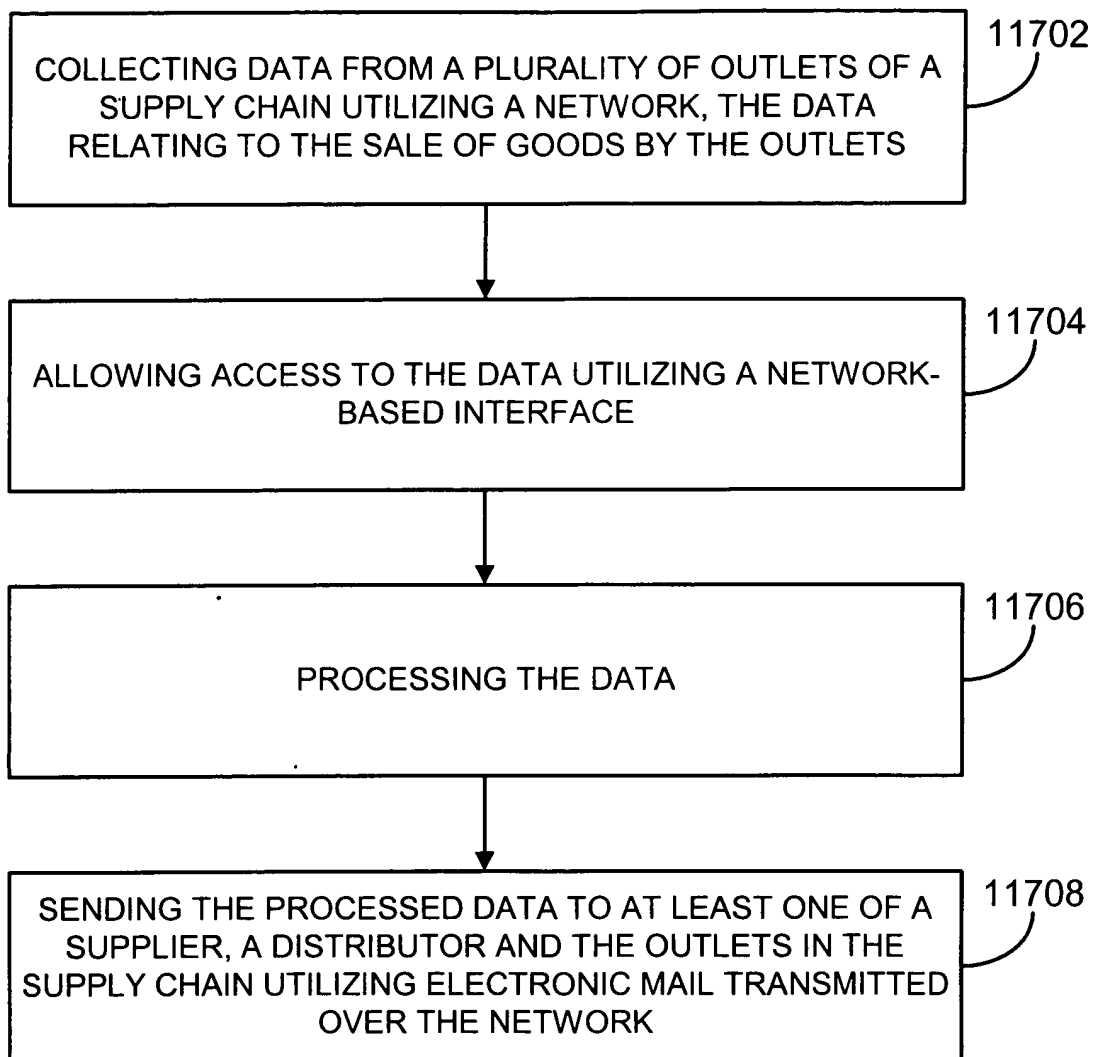 11702
COLLECTING DATA FROM A PLURALITY OF OUTLETS OF A
SUPPLY CHAIN UTILIZING A NETWORK, THE DATA
RELATING TO THE SALE OF GOODS BY THE OUTLETS
11704
ALLOWING ACCESS TO THE DATA UTILIZING A NETWORK-
BASED INTERFACE
11706
PROCESSING THE DATA
11708
SENDING THE PROCESSED DATA TO AT LEAST ONE OF A
SUPPLIER, A DISTRIBUTOR AND THE OUTLETS IN THE
SUPPLY CHAIN UTILIZING ELECTRONIC MAIL TRANSMITTED
OVER THE NETWORK